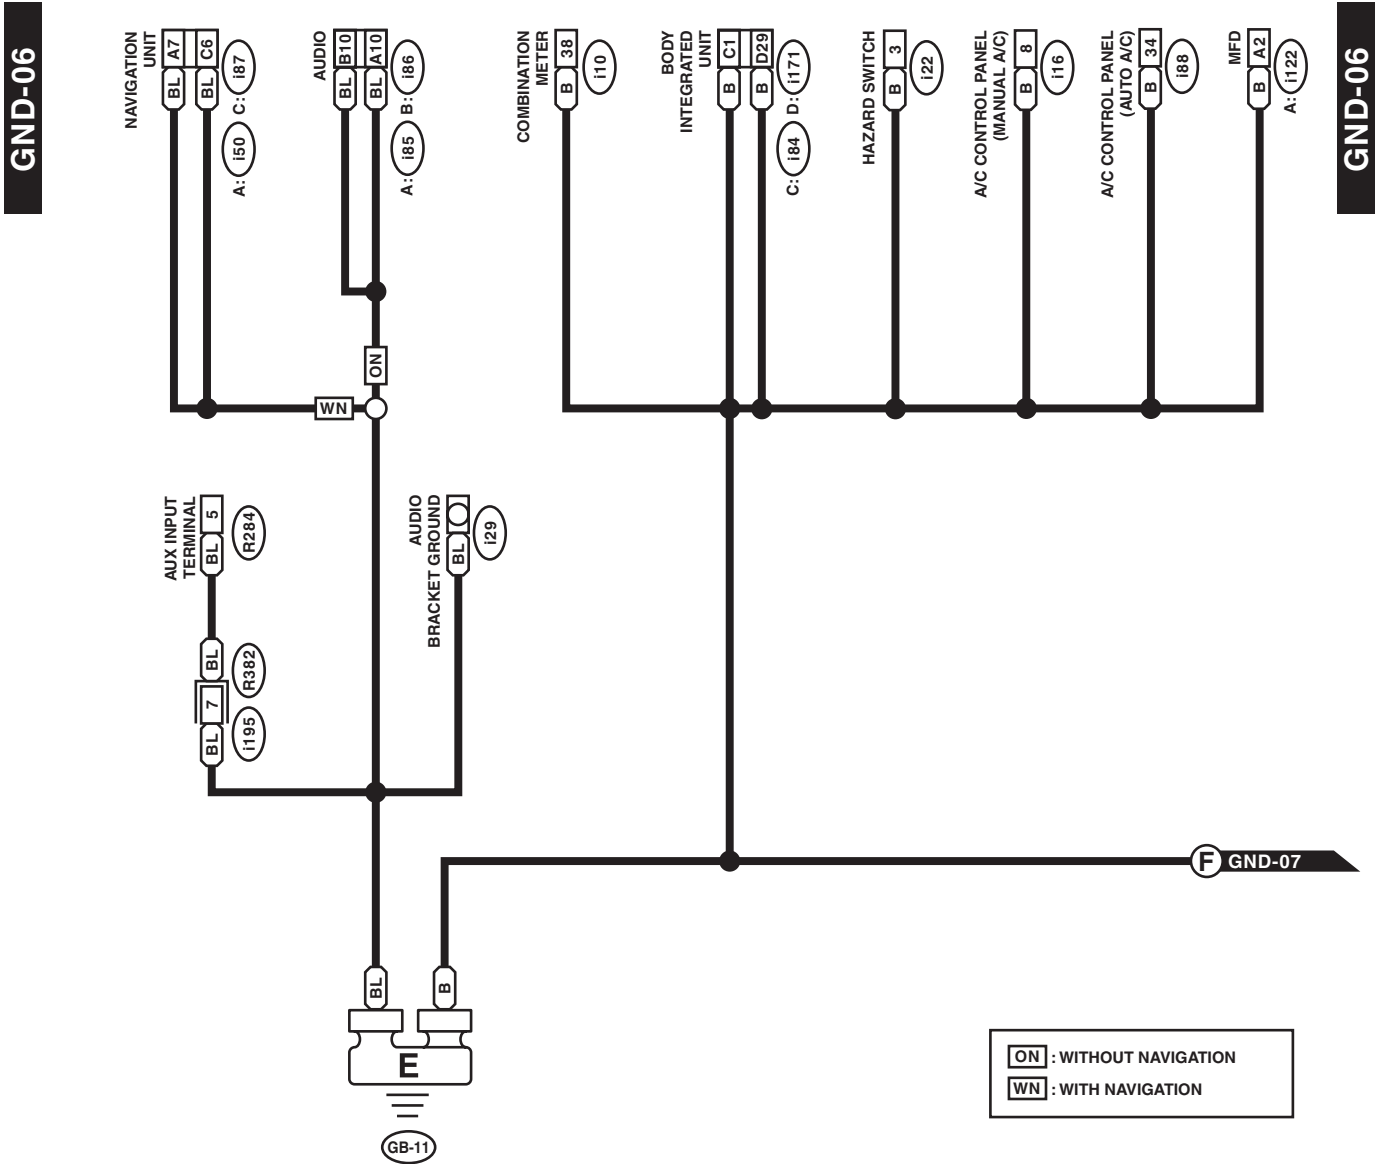 GND-06
GND-06
NAVIGATION
UNIT
A7
C6
BL
BL
C: i87
A: i50
AUDIO
B10
A10
BL
BL
B: i86
A: i85
COMBINATION
METER
38
B
i10
BODY
INTEGRATED
UNIT
C1
D29
B
B
D: i171
C: i84
HAZARD SWITCH
3
B
i22
A/C CONTROL PANEL
(MANUAL A/C)
8
B
i16
A/C CONTROL PANEL
(AUTO A/C)
34
B
i88
MFD
A2
B
A: i122
ON
WN
AUX INPUT
TERMINAL
5
BL
R284
BL
R382
7
BL
i195
AUDIO
BRACKET GROUND
BL
i29
F GND-07
BL
B
E
GB-11
ON : WITHOUT NAVIGATION
WN : WITH NAVIGATION